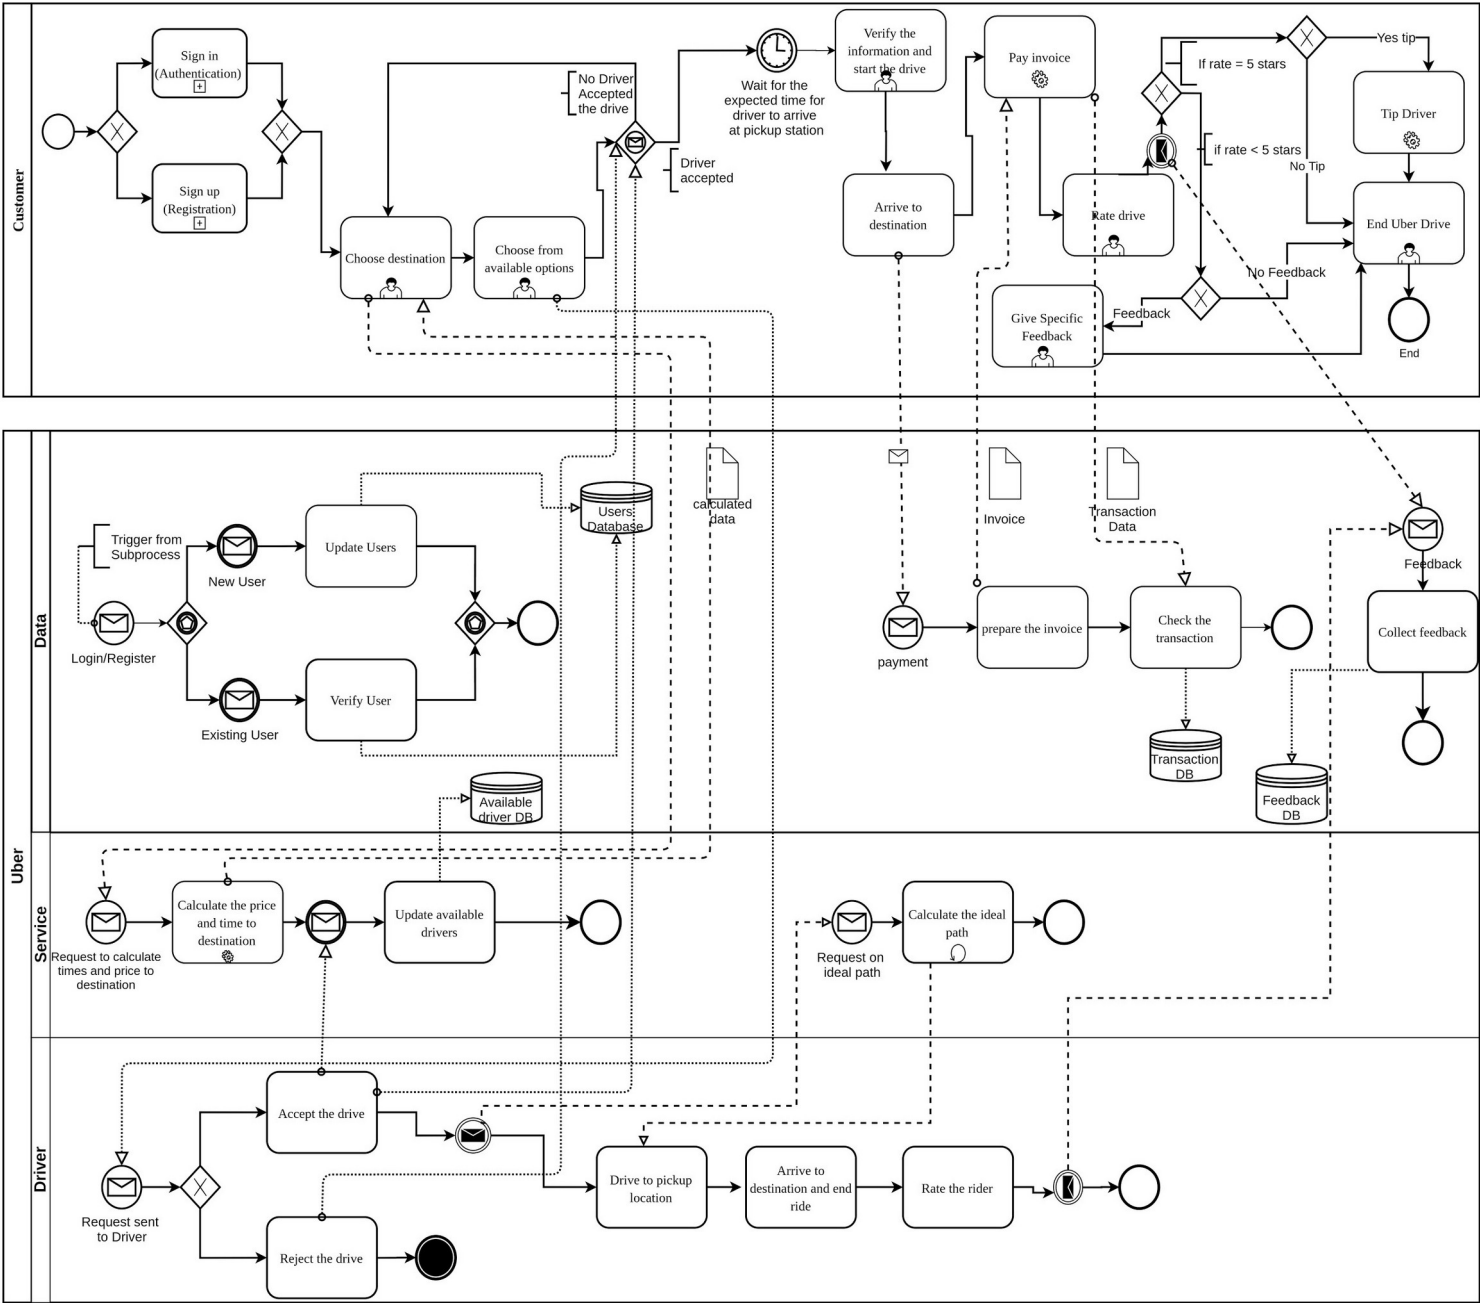 Customer
Sign in
(Authentication)
Sign up
(Registration)
Choose destination
Choose from
available options
No Driver
Accepted
the drive
Driver
accepted
Wait for the
expected time for
driver to arrive
at pickup station
Verify the
information and
start the drive
Arrive to
destination
Pay invoice
Rate drive
If rate = 5 stars
if rate < 5 stars
Yes tip
No Tip
Tip Driver
End Uber Drive
No Feedback
Feedback
Give Specific
Feedback
End
Uber
Data
Trigger from
Subprocess
Login/Register
New User
Existing User
Update Users
Verify User
Users
Database
calculated
data
Available
driver DB
payment
Invoice
Transaction
Data
prepare the invoice
Check the
transaction
Transaction
DB
Feedback
Collect feedback
Feedback
DB
Service
Request to calculate
times and price to
destination
Calculate the price
and time to
destination
Update available
drivers
Request on
ideal path
Calculate the ideal
path
Driver
Request sent
to Driver
Accept the drive
Reject the drive
Drive to pickup
location
Arrive to
destination and end
ride
Rate the rider